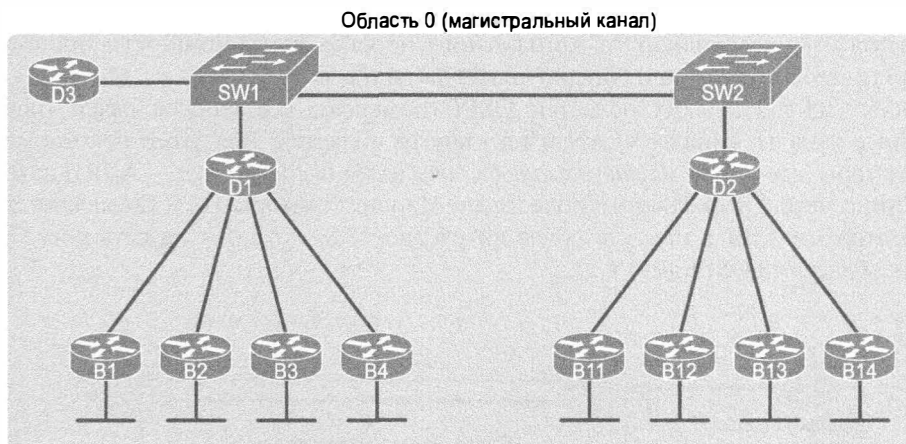 Область 0 (магистральный канал)
D3
SW1
SW2
D1
D2
B1
B2
B3
B4
B11
B12
B13
B14